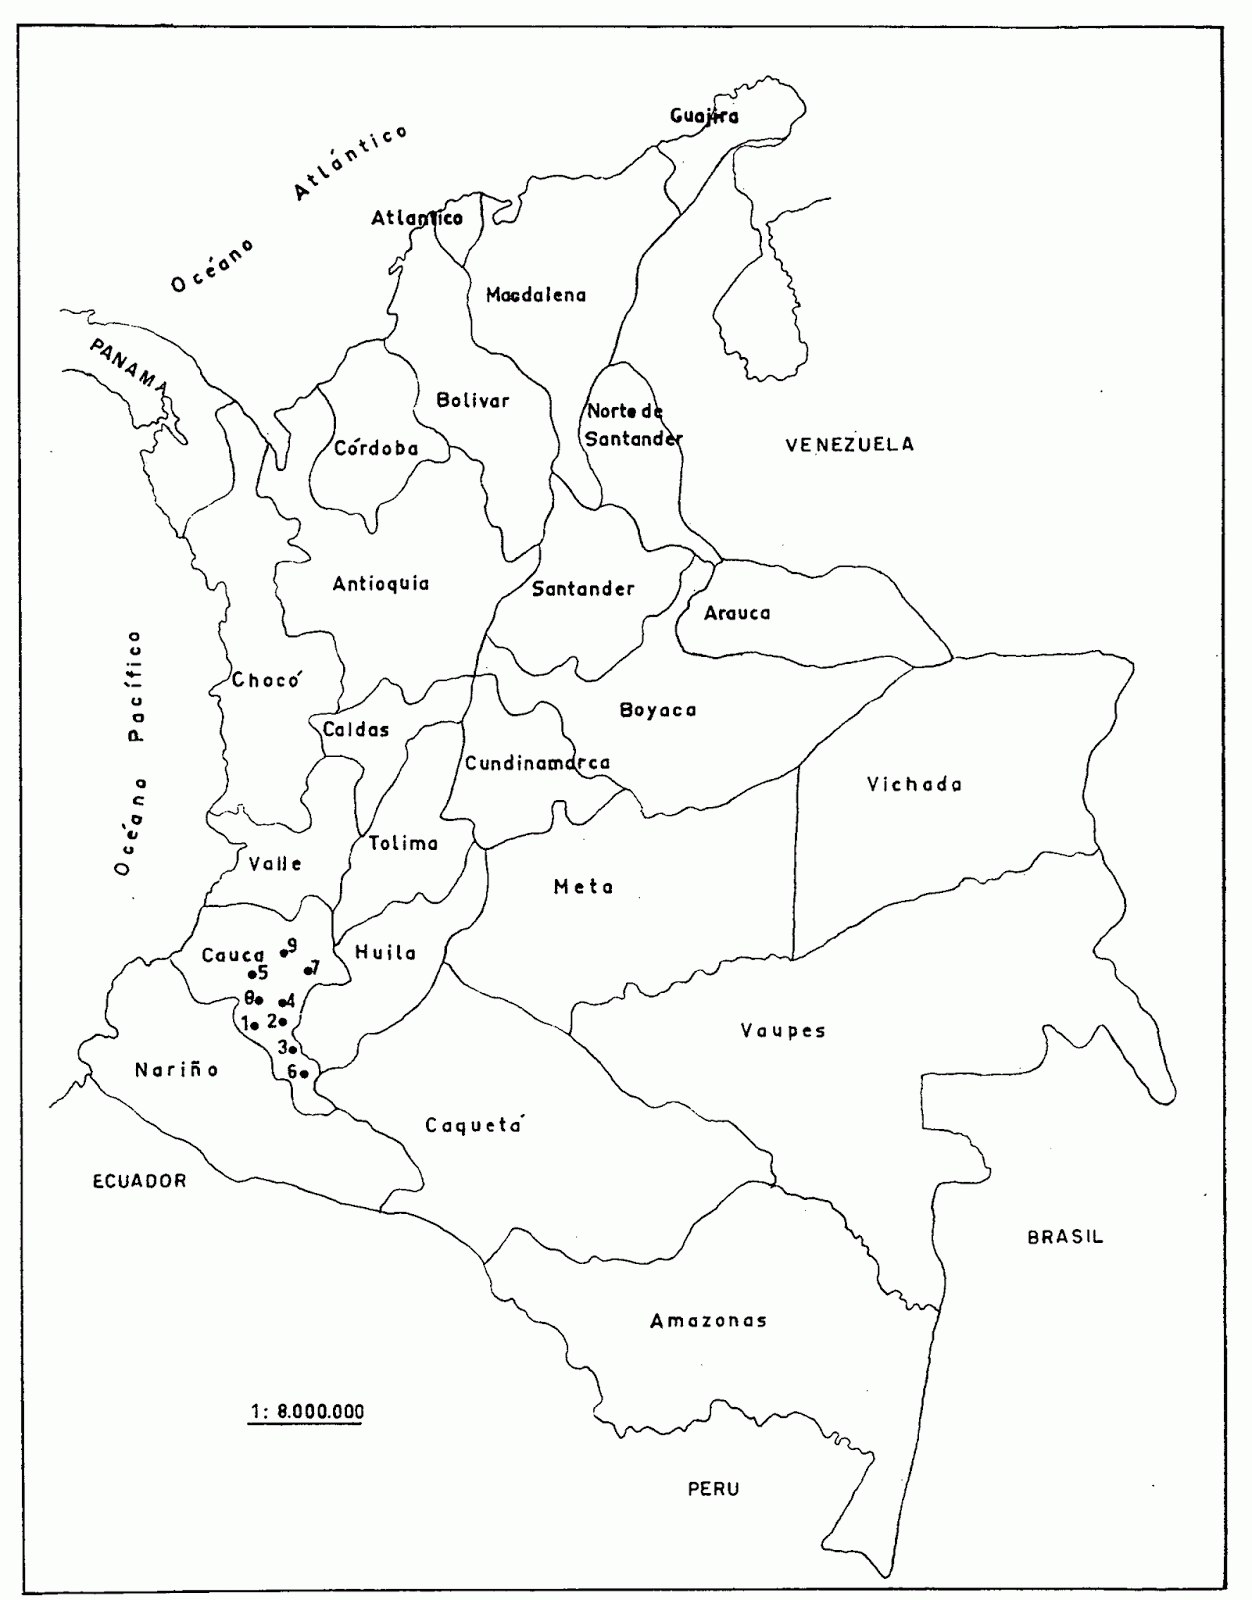 Guajira
Océano Atlántico
Atlantico
Magdalena
PANAMA
Bolivar
Norte de
Santander
Córdoba
VENEZUELA
Antioquia
Santander
Arauca
Océano Pacífico
Chocó
Boyaca
Caldas
Cundinamarca
Vichada
Tolima
Valle
Meta
9
Cauca
Huila
5
7
8
4
1
2
Vaupes
3
Nariño
6
Caquetá
ECUADOR
BRASIL
Amazonas
1: 8.000.000
PERU